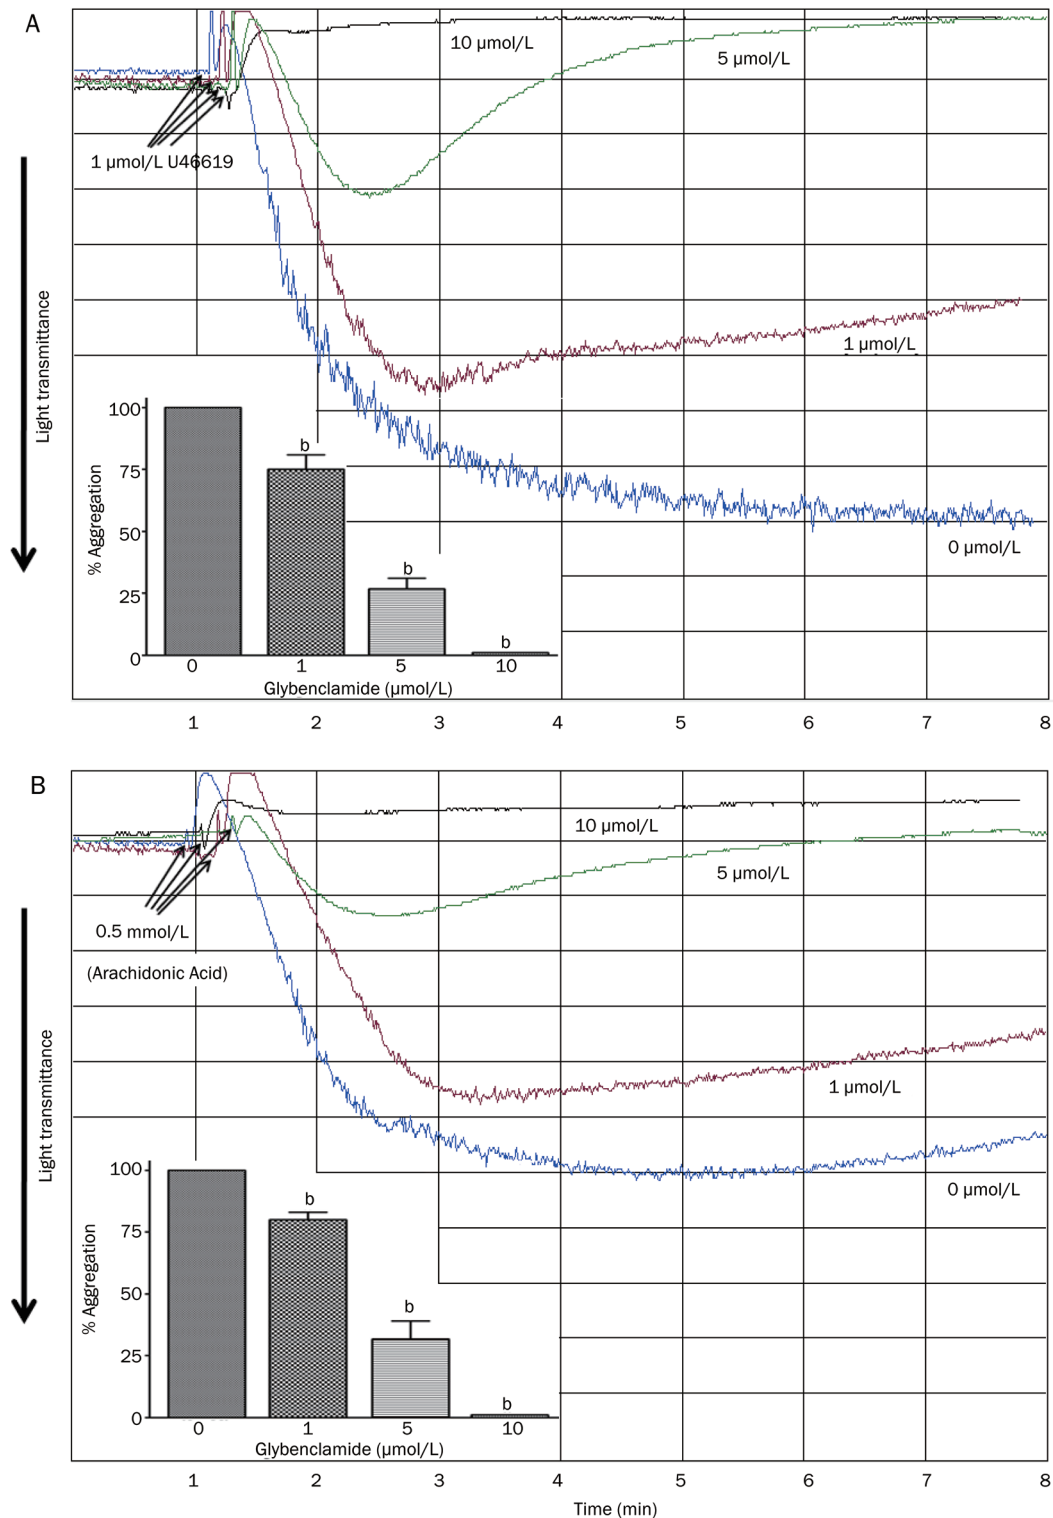 A
10 µmol/L
5 µmol/L
1 µmol/L U46619
Light transmittance
1 µmol/L
0 µmol/L
% Aggregation
100
75
50
25
0
b
b
b
0 1 5 10
Glybenclamide (µmol/L)
1 2 3 4 5 6 7 8
B
10 µmol/L
5 µmol/L
0.5 mmol/L
(Arachidonic Acid)
Light transmittance
1 µmol/L
0 µmol/L
% Aggregation
100
75
50
25
0
b
b
b
0 1 5 10
Glybenclamide (µmol/L)
1 2 3 4 5 6 7 8
Time (min)